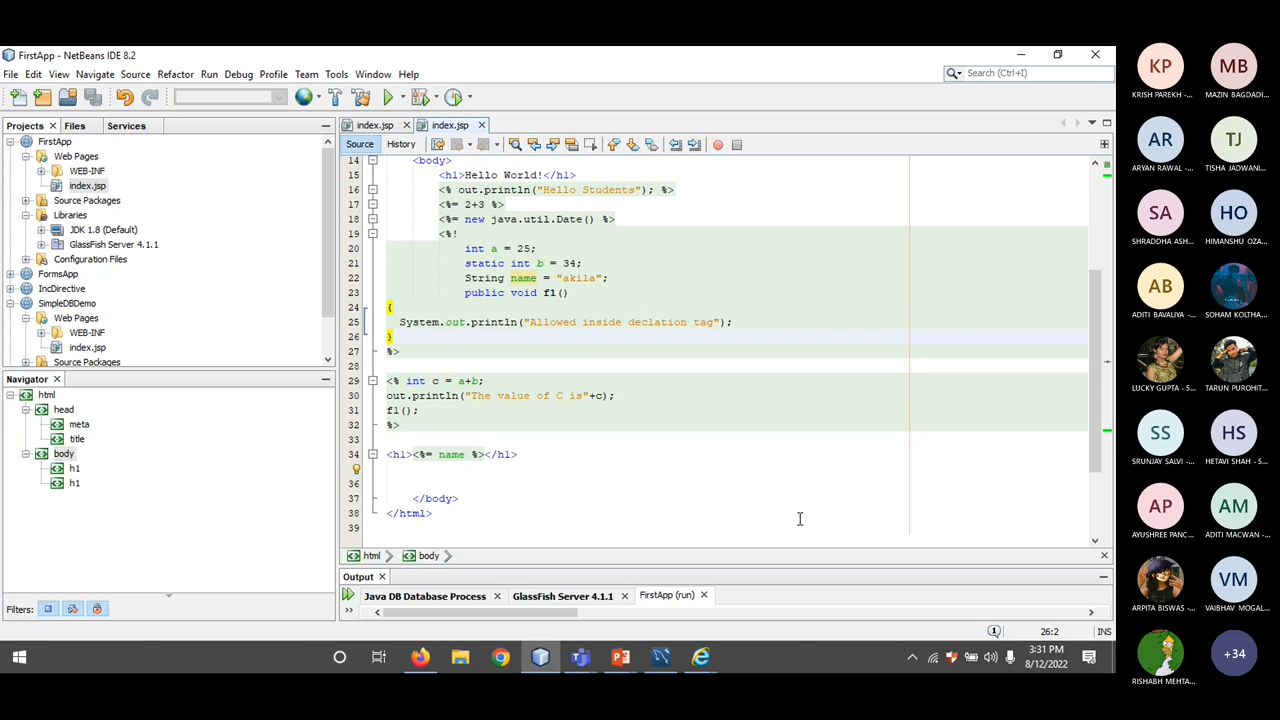 FirstApp - NetBeans IDE 8.2
File Edit View Navigate Source Refactor Run Debug Profile Team Tools Window Help
Search (Ctrl+I)
Projects Files Services
FirstApp
Web Pages
WEB-INF
index.jsp
Source Packages
Libraries
JDK 1.8 (Default)
GlassFish Server 4.1.1
Configuration Files
FormsApp
IncDirective
SimpleDBDemo
Web Pages
WEB-INF
index.jsp
Source Packages
Navigator
html
head
meta
title
body
h1
h1
Filters:
index.jsp index.jsp
Source History
14 <body>
15 <h1>Hello World!</h1>
16 <% out.println("Hello Students"); %>
17 <%= 2+3 %>
18 <%= new java.util.Date() %>
19 <%!
20 int a = 25;
21 static int b = 34;
22 String name = "akila";
23 public void f1()
24 {
25 System.out.println("Allowed inside declation tag");
26 }
27 %>
28
29 <% int c = a+b;
30 out.println("The value of C is"+c);
31 f1();
32 %>
33
34 <h1><%= name %></h1>
36
37 </body>
38 </html>
39
html body
Output
Java DB Database Process GlassFish Server 4.1.1 FirstApp (run)
1 26:2 INS
3:31 PM
8/12/2022
KP MB
KRISH PAREKH -... MAZIN BAGDADI...
AR TJ
ARYAN RAWAL -... TISHA JADWANI...
SA HO
SHRADDHA ASH... HIMANSHU OZA...
AB
ADITI BAVALIYA -... SOHAM KOLTHA...
LUCKY GUPTA - 5... TARUN PUROHIT...
SS HS
SRUNJAY SALVI -... HETAVI SHAH - 5...
AP AM
AYUSHREE PANC... ADITI MACWAN -...
VM
ARPITA BISWAS -... VAIBHAV MOGAL...
+34
RISHABH MEHTA...